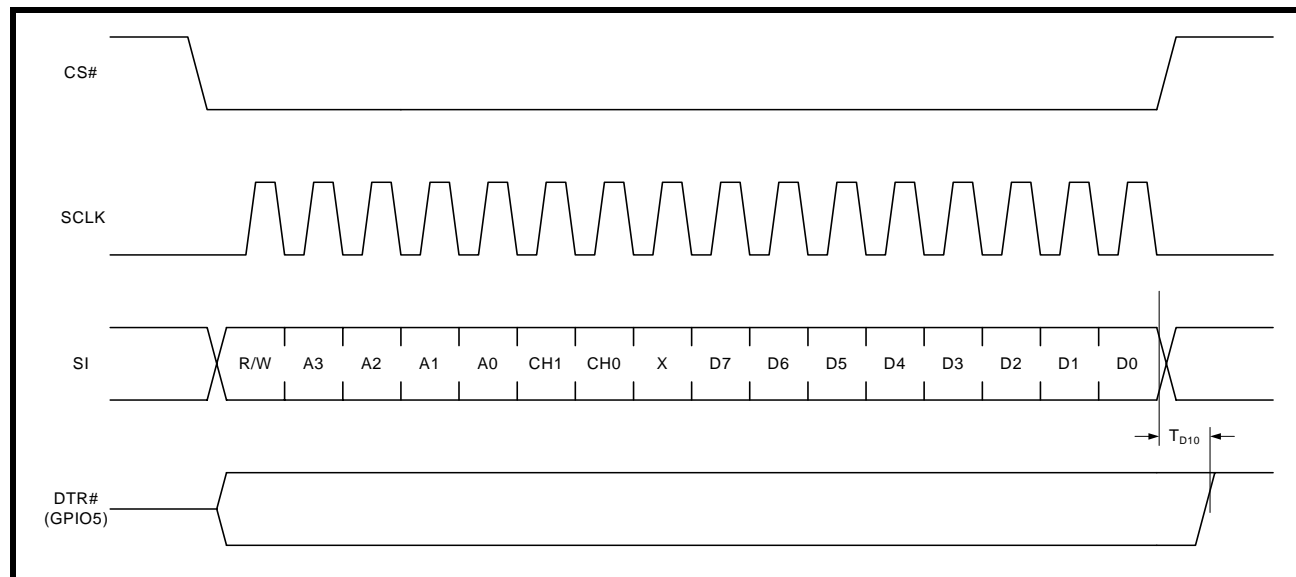 CS#
SCLK
SI
R/W A3 A2 A1 A0 CH1 CH0 X D7 D6 D5 D4 D3 D2 D1 D0
TD10
DTR#
(GPIO5)